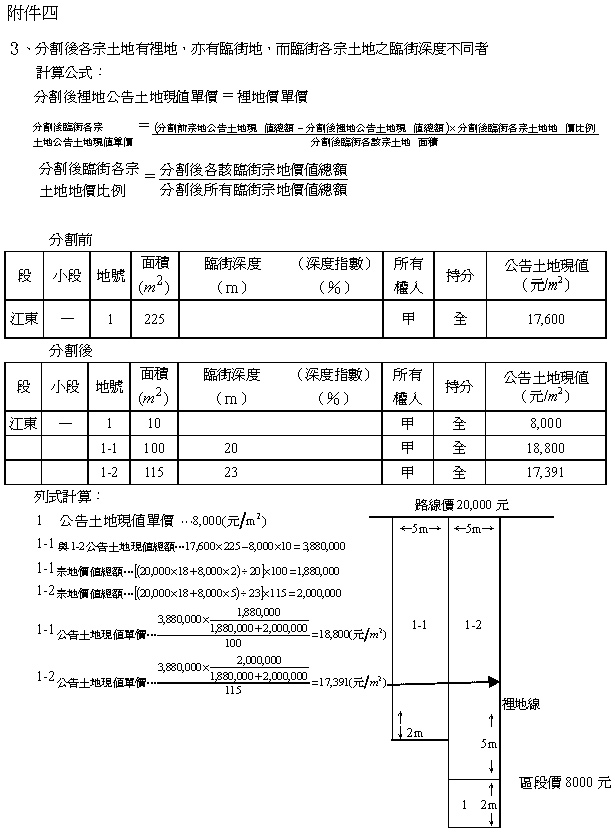 附件四
3、分割後各宗土地有裡地，亦有臨街地，而臨街各宗土地之臨街深度不同者
計算公式：
分割後裡地公告土地現值單價＝裡地價單價
分割後臨街各宗土地公告土地現值單價 ＝ (分割前宗地公告土地現 值總額－分割後裡地公告土地現 值總額)×分割後臨街各宗土地地 價比例
分割後臨街各該宗土地 面積
分割後臨街各宗土地地價比例 ＝ 分割後各該臨街宗地價值總額
分割後所有臨街宗地價值總額
分割前
段 小段 地號 面積(m²) 臨街深度（m） （深度指數）（％） 所有權人 持分 公告土地現值（元/m²）
江東 一 1 225 甲 全 17,600
分割後
段 小段 地號 面積(m²) 臨街深度（m） （深度指數）（％） 所有權人 持分 公告土地現值（元/m²）
江東 一 1 10 甲 全 8,000
1-1 100 20 甲 全 18,800
1-2 115 23 甲 全 17,391
列式計算：
1 公告土地現值單價 …8,000(元/m²)
1-1與1-2公告土地現值總額…17,600×225−8,000×10=3,880,000
1-1宗地價值總額…[(20,000×18+8,000×2)÷20]×100=1,880,000
1-2宗地價值總額…[(20,000×18+8,000×5)÷23]×115=2,000,000
1-1公告土地現值單價… 3,880,000× 1,880,000
1,880,000+2,000,000
100
=18,800(元/m²)
1-2公告土地現值單價… 3,880,000× 2,000,000
1,880,000+2,000,000
115
=17,391(元/m²)
路線價20,000 元
←5m→ ←5m→
1-1 1-2
裡地線
↑
↓ 2m
↑
5m
↓
區段價 8000 元
↑
1 2m
↓